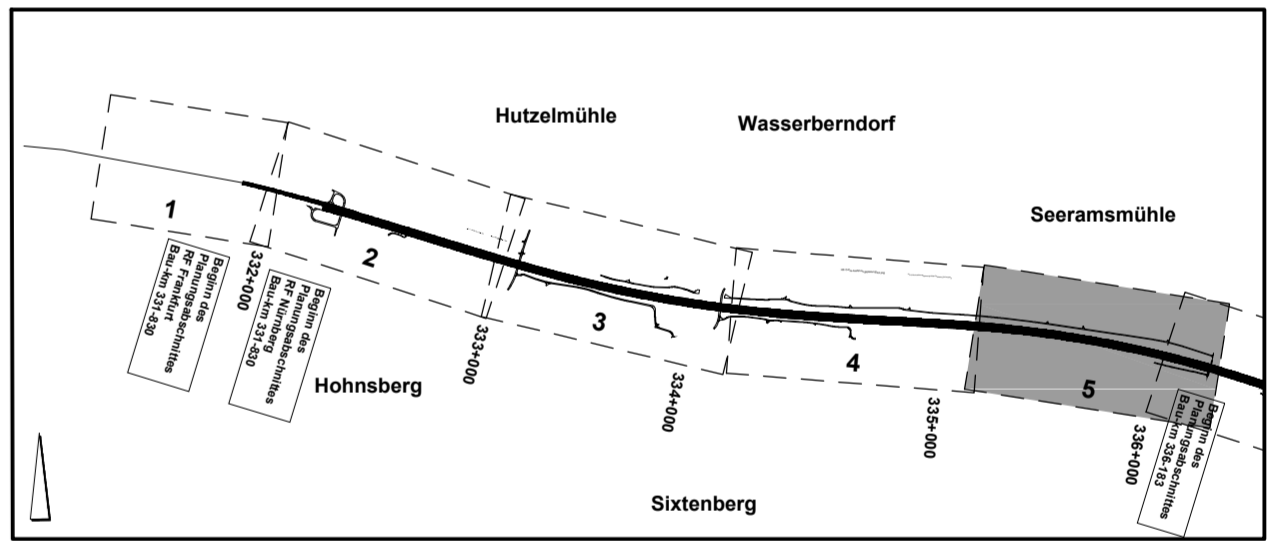 Hutzelmühle
Wasserberndorf
Seeramsmühle
1
2
3
4
5
332+000
333+000
334+000
335+000
336+000
Beginn des
Planungsabschnittes
RF Frankfurt
Bau-km 331-830
Beginn des
Planungsabschnittes
RF Nürnberg
Bau-km 331-830
Hohnsberg
Sixtenberg
Beginn des
Planungsabschnittes
Bau-km 336-183